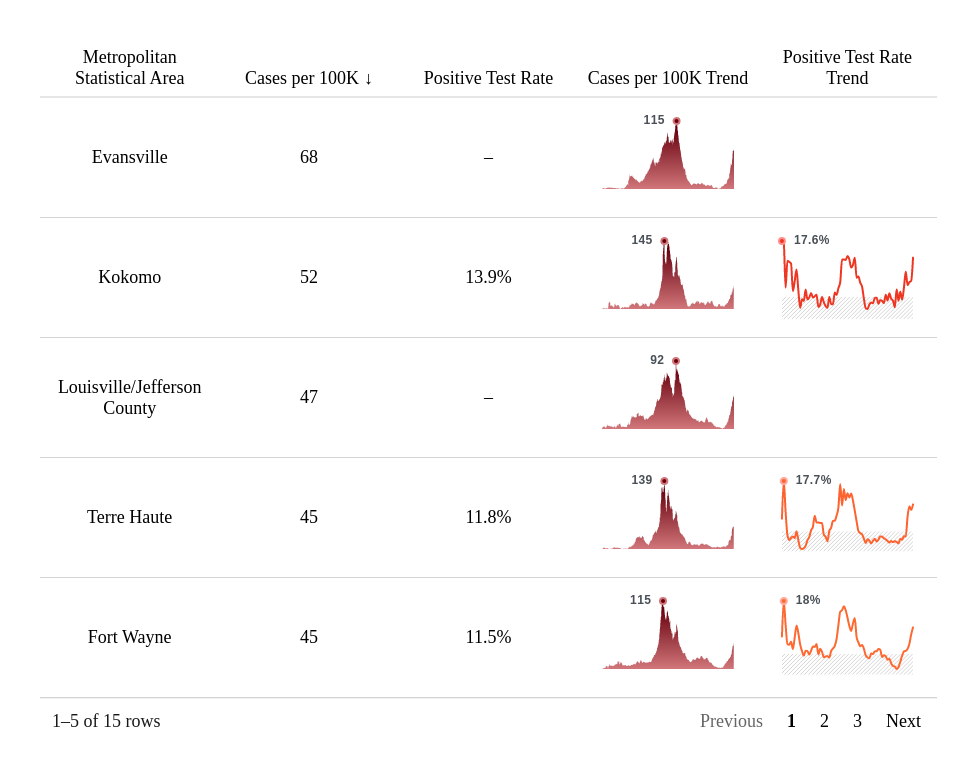 Metropolitan
Statistical Area
Cases per 100K ↓
Positive Test Rate
Cases per 100K Trend
Positive Test Rate
Trend
Evansville
68
–
115
Kokomo
52
13.9%
145
17.6%
Louisville/Jefferson
County
47
–
92
Terre Haute
45
11.8%
139
17.7%
Fort Wayne
45
11.5%
115
18%
1–5 of 15 rows
Previous
1
2
3
Next